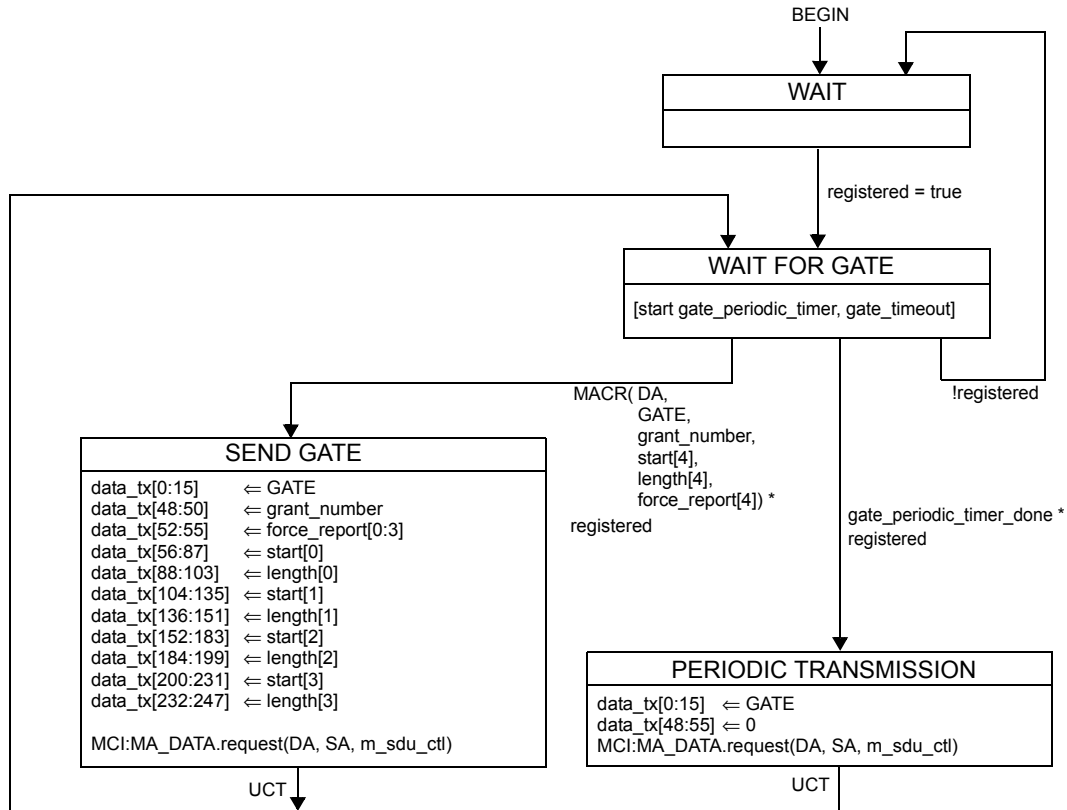 BEGIN
WAIT
registered = true
WAIT FOR GATE
[start gate_periodic_timer, gate_timeout]
!registered
MACR( DA,
GATE,
grant_number,
start[4],
length[4],
force_report[4]) *
registered
gate_periodic_timer_done *
registered
SEND GATE
data_tx[0:15] ⇐ GATE
data_tx[48:50] ⇐ grant_number
data_tx[52:55] ⇐ force_report[0:3]
data_tx[56:87] ⇐ start[0]
data_tx[88:103] ⇐ length[0]
data_tx[104:135] ⇐ start[1]
data_tx[136:151] ⇐ length[1]
data_tx[152:183] ⇐ start[2]
data_tx[184:199] ⇐ length[2]
data_tx[200:231] ⇐ start[3]
data_tx[232:247] ⇐ length[3]
MCI:MA_DATA.request(DA, SA, m_sdu_ctl)
UCT
PERIODIC TRANSMISSION
data_tx[0:15] ⇐ GATE
data_tx[48:55] ⇐ 0
MCI:MA_DATA.request(DA, SA, m_sdu_ctl)
UCT